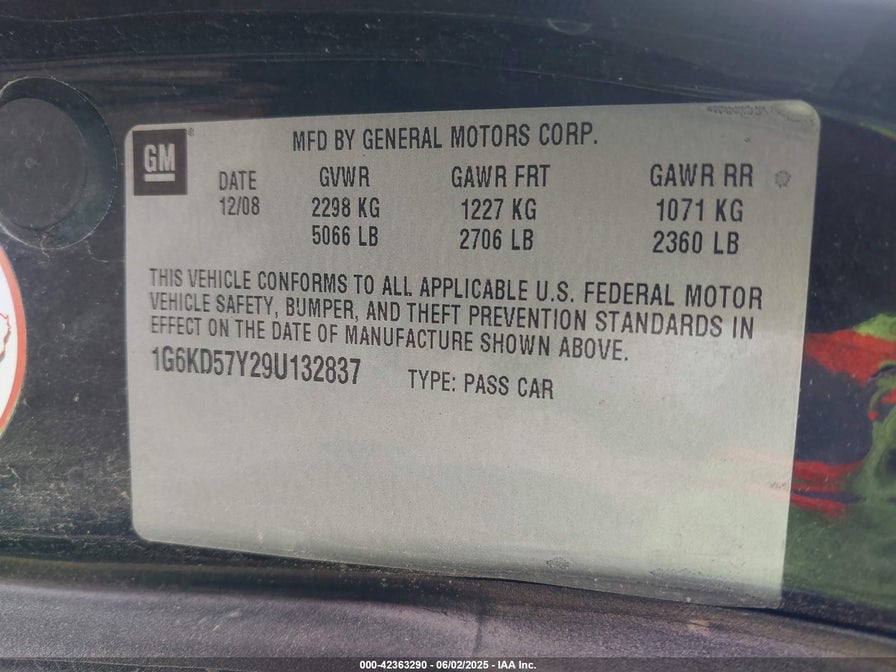 MFD BY GENERAL MOTORS CORP.
GM
DATE GVWR GAWR FRT GAWR RR
12/08 2298 KG 1227 KG 1071 KG
5066 LB 2706 LB 2360 LB
THIS VEHICLE CONFORMS TO ALL APPLICABLE U.S. FEDERAL MOTOR
VEHICLE SAFETY, BUMPER, AND THEFT PREVENTION STANDARDS IN
EFFECT ON THE DATE OF MANUFACTURE SHOWN ABOVE.
1G6KD57Y29U132837 TYPE: PASS CAR
000-42363290 - 06/02/2025 - IAA Inc.